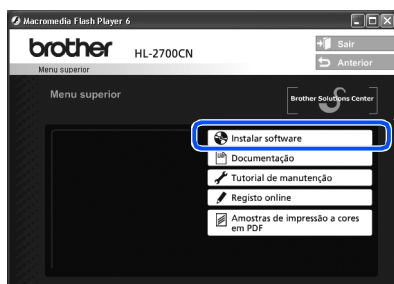 Macromedia Flash Player 6
brother
HL-2700CN
Sair
Anterior
Menu superior
Menu superior
Brother Solutions Center
Instalar software
Documentação
Tutorial de manutenção
Registo online
Amostras de impressão a cores
em PDF